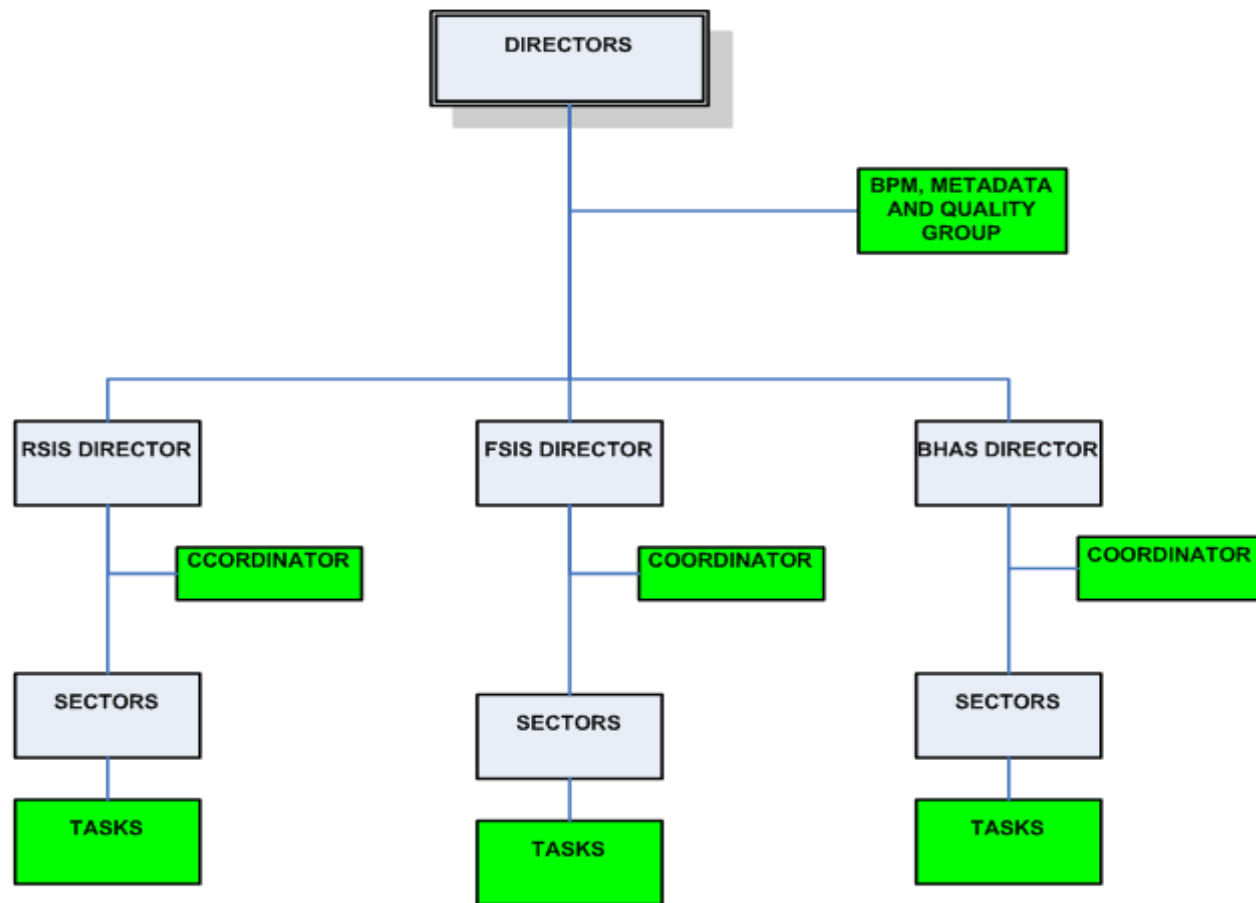 DIRECTORS
BPM, METADATA
AND QUALITY
GROUP
RSIS DIRECTOR
FSIS DIRECTOR
BHAS DIRECTOR
CCORDINATOR
COORDINATOR
COORDINATOR
SECTORS
SECTORS
SECTORS
TASKS
TASKS
TASKS